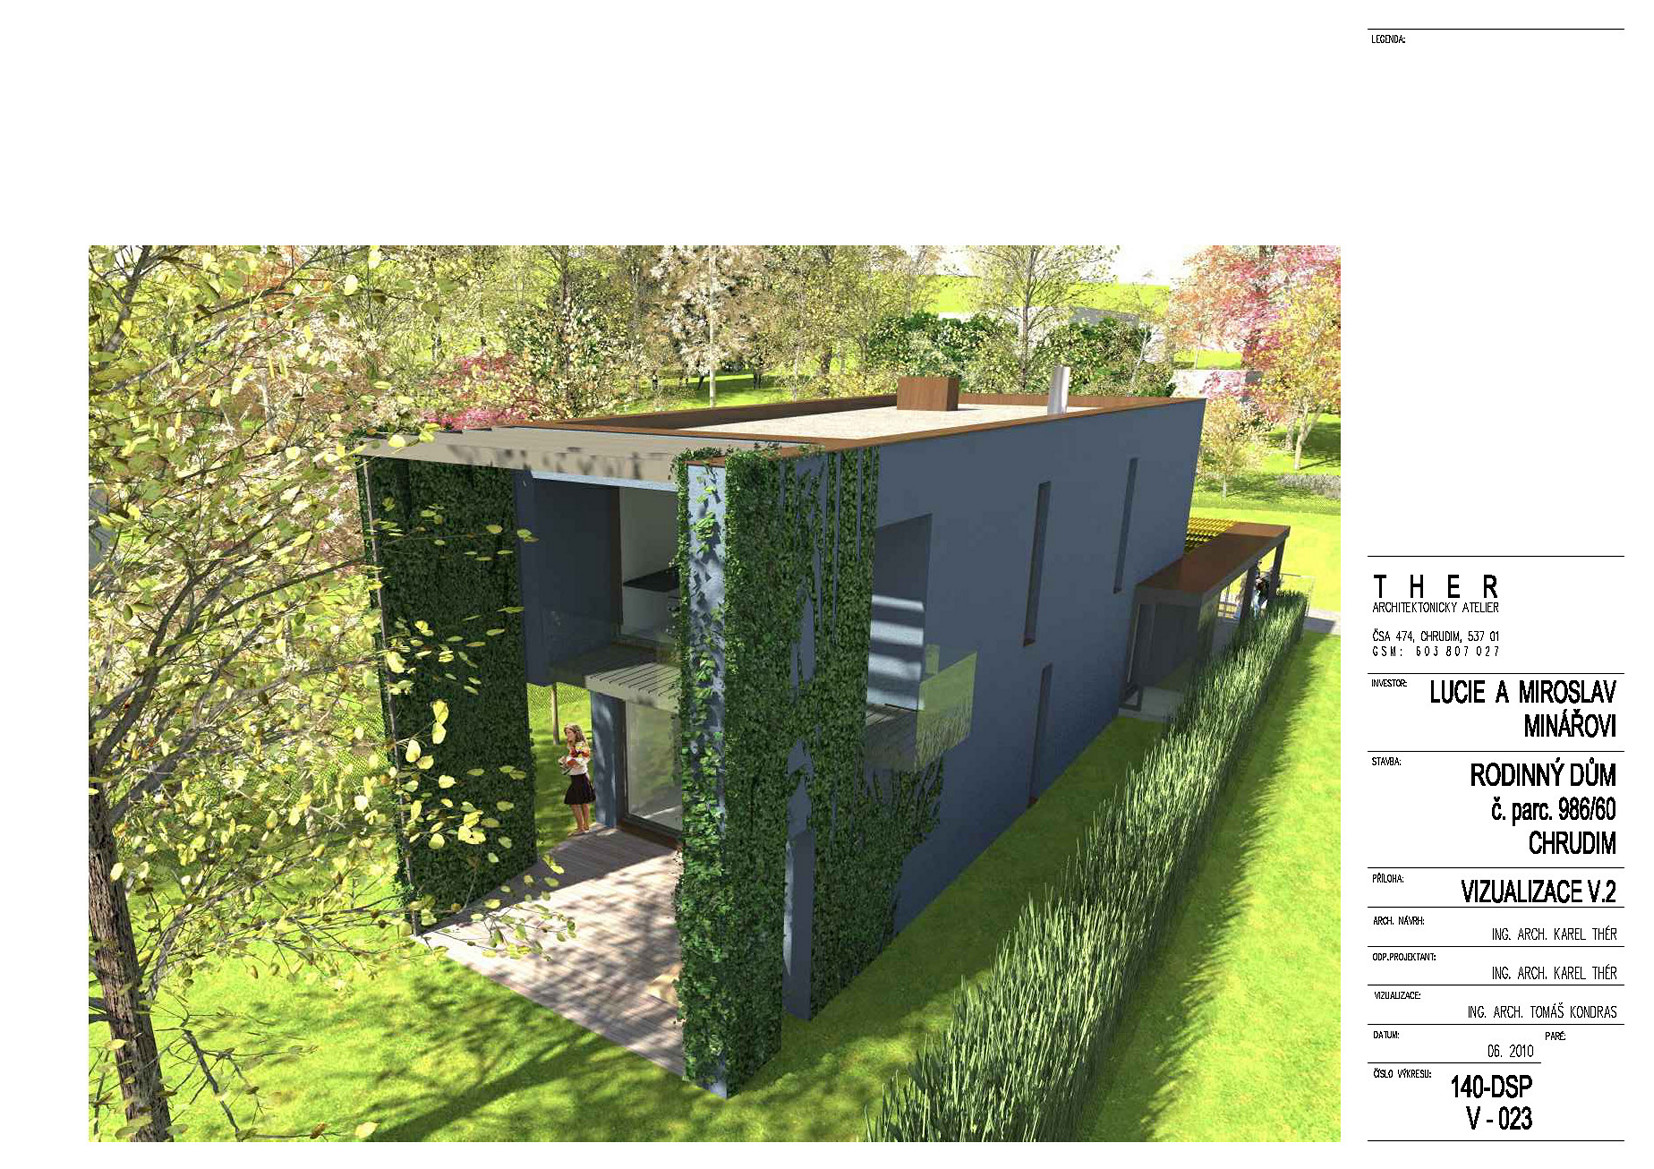 LEGENDA:
T H E R
ARCHITEKTONICKÝ ATELIER
ČSA 474, CHRUDIM, 537 01
GSM: 603 807 027
INVESTOR:
LUCIE A MIROSLAV
MINÁŘOVI
STAVBA:
RODINNÝ DŮM
č. parc. 986/60
CHRUDIM
PŘÍLOHA:
VIZUALIZACE V.2
ARCH. NÁVRH:
ING. ARCH. KAREL THÉR
ODP.PROJEKTANT:
ING. ARCH. KAREL THÉR
VIZUALIZACE:
ING. ARCH. TOMÁŠ KONDRAS
DATUM:
PARÉ:
06. 2010
ČÍSLO VÝKRESU:
140-DSP
V - 023